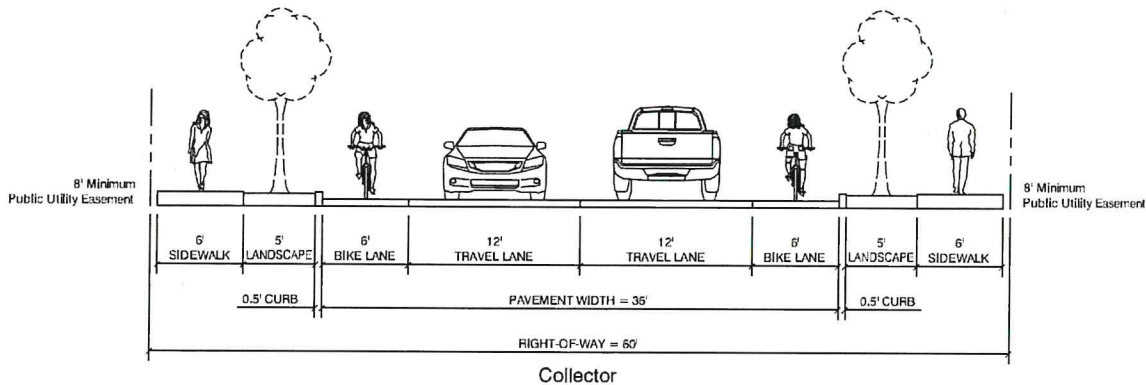 8' Minimum
Public Utility Easement
8' Minimum
Public Utility Easement
6'
SIDEWALK
5'
LANDSCAPE
6'
BIKE LANE
12'
TRAVEL LANE
12'
TRAVEL LANE
6'
BIKE LANE
5'
LANDSCAPE
6'
SIDEWALK
0.5' CURB
PAVEMENT WIDTH = 36'
0.5' CURB
RIGHT-OF-WAY = 60'
Collector